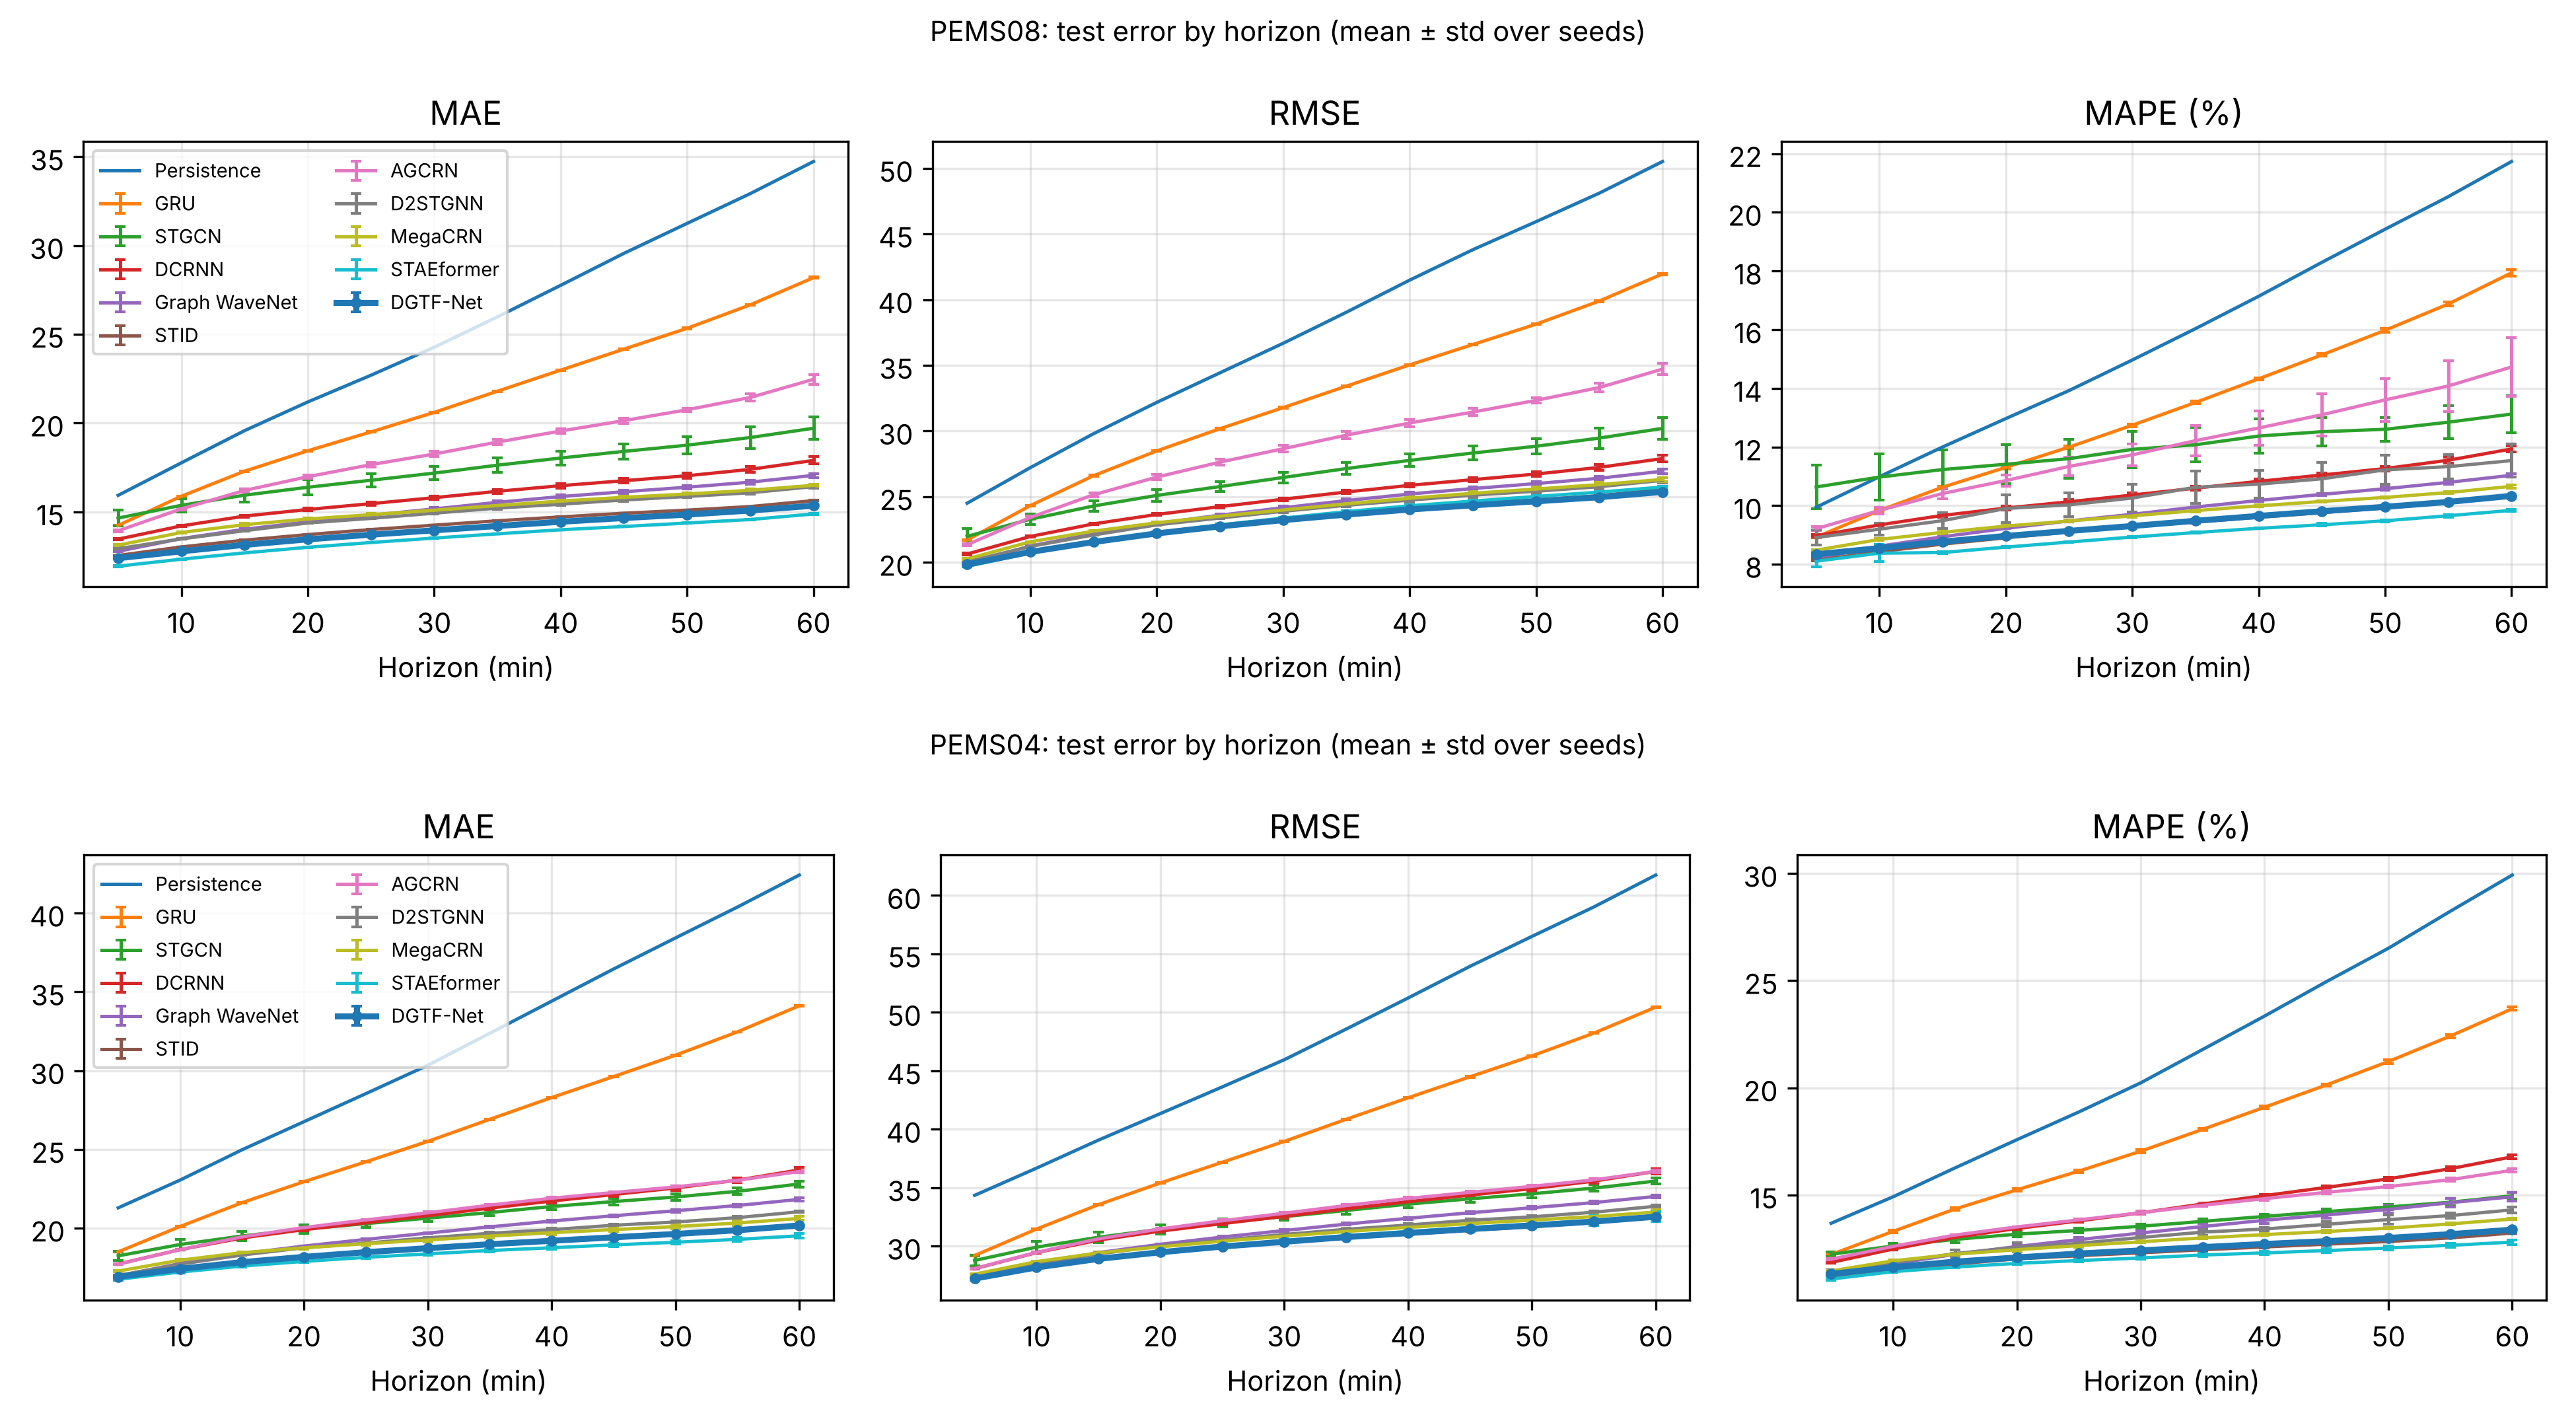 PEMS08: test error by horizon (mean ± std over seeds)
MAE
RMSE
MAPE (%)
35
30
25
20
15
Persistence
GRU
STGCN
DCRNN
Graph WaveNet
STID
AGCRN
D2STGNN
MegaCRN
STAEformer
DGTF-Net
10 20 30 40 50 60
Horizon (min)
50
45
40
35
30
25
20
10 20 30 40 50 60
Horizon (min)
22
20
18
16
14
12
10
8
10 20 30 40 50 60
Horizon (min)
PEMS04: test error by horizon (mean ± std over seeds)
MAE
RMSE
MAPE (%)
40
35
30
25
20
Persistence
GRU
STGCN
DCRNN
Graph WaveNet
STID
AGCRN
D2STGNN
MegaCRN
STAEformer
DGTF-Net
10 20 30 40 50 60
Horizon (min)
60
55
50
45
40
35
30
10 20 30 40 50 60
Horizon (min)
30
25
20
15
10 20 30 40 50 60
Horizon (min)